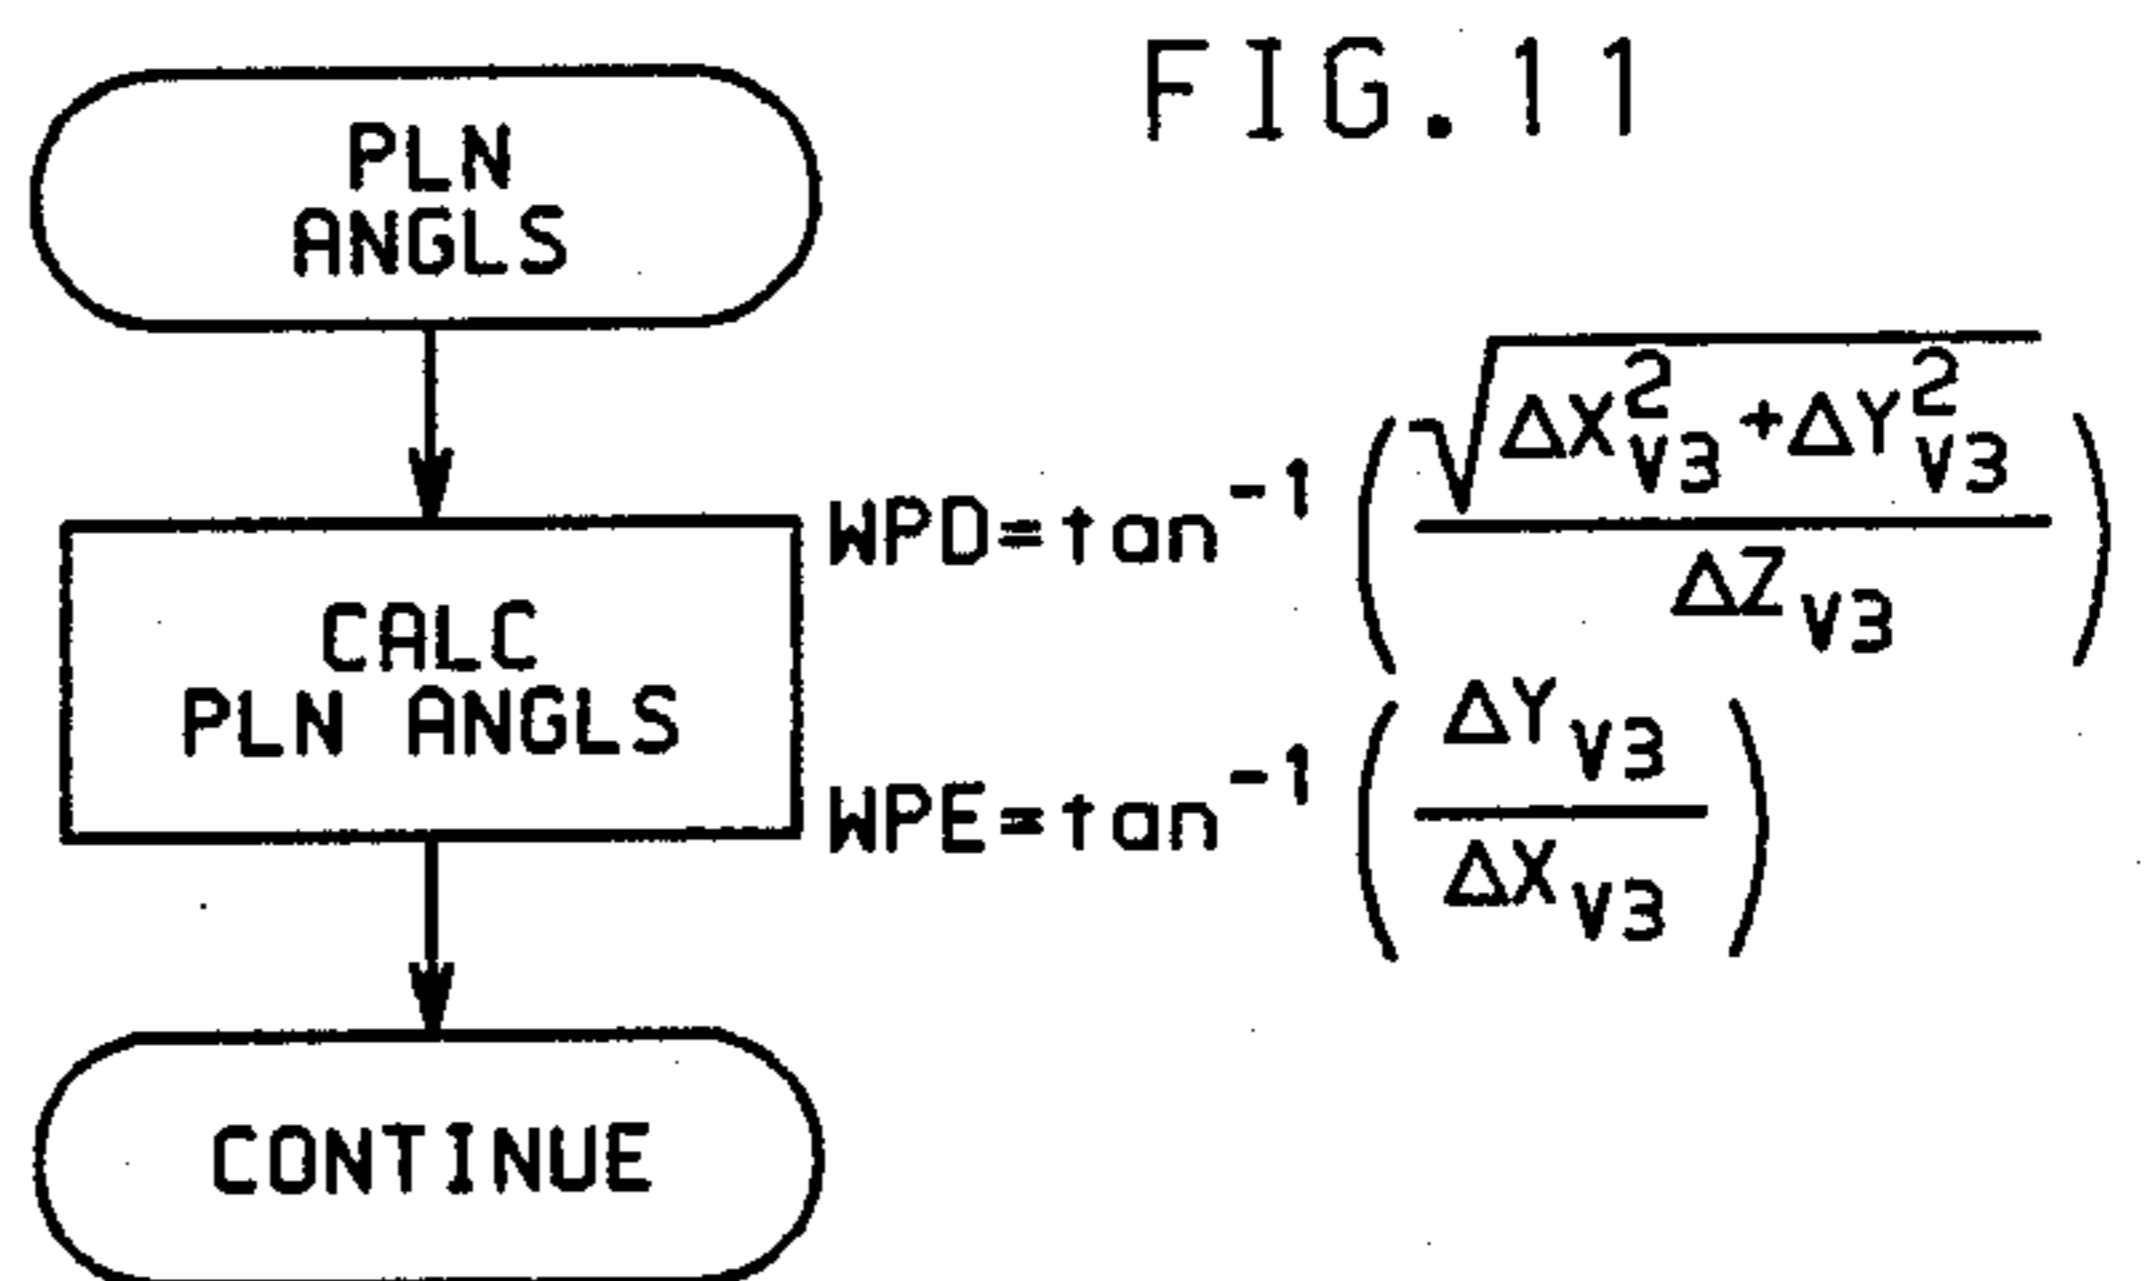 FIG.11
PLN
ANGLS
CALC
PLN ANGLS
WPD=tan⁻¹(√(ΔX²V3+ΔY²V3)/ΔZV3)
WPE=tan⁻¹(ΔYV3/ΔXV3)
CONTINUE